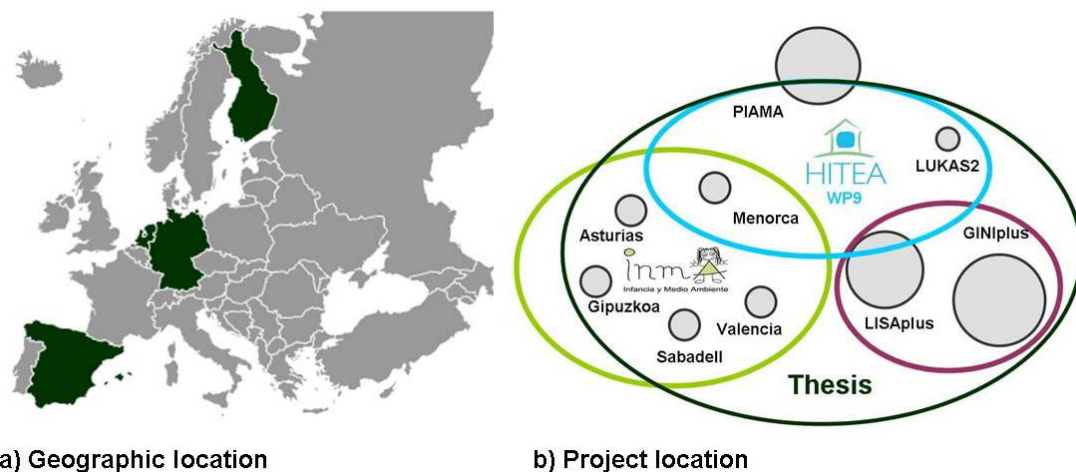 PIAMA
HITEA
WP9
LUKAS2
Menorca
Asturias
GINIplus
inma
Infancia y Medio Ambiente
Gipuzkoa
LISAplus
Valencia
Sabadell
Thesis
a) Geographic location
b) Project location